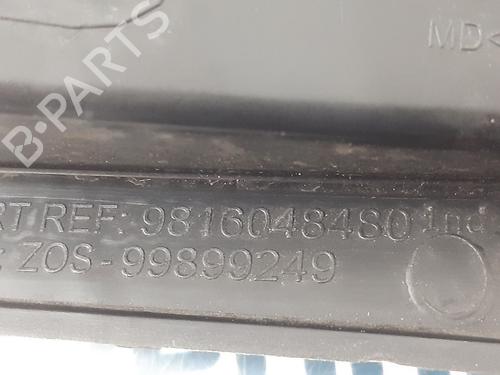 B·PARTS
MD<
RT REF: 9816048480 Ind
: ZOS-99899249